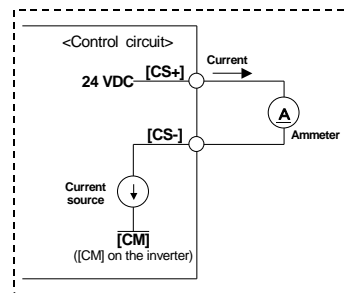 <Control circuit>
Current
[CS+]
24 VDC
A
Ammeter
[CS-]
Current
source
[CM]
([CM] on the inverter)